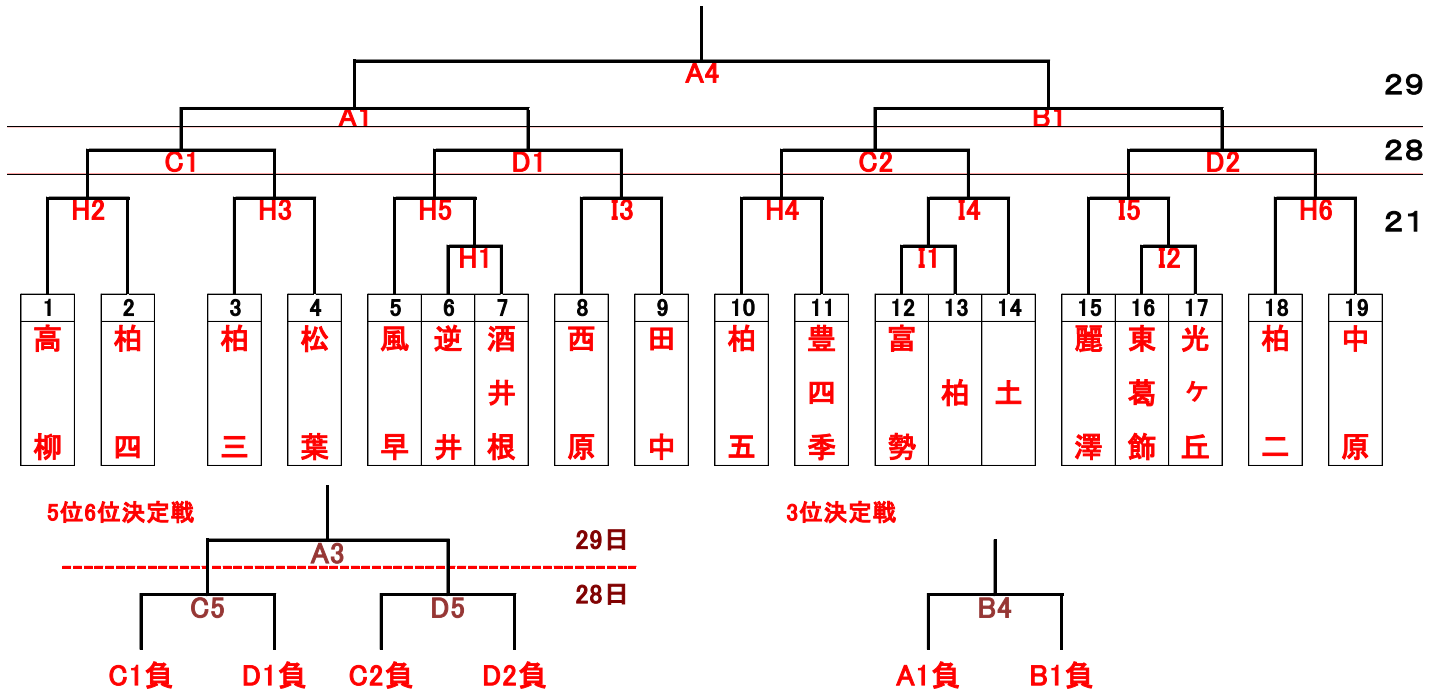 A4
29
A1 B1
28
C1 D1 C2 D2
H2 H3 H5 I3 H4 I4 I5 H6
21
H1 I1 I2
1 2 3 4 5 6 7 8 9 10 11 12 13 14 15 16 17 18 19
高柳 柏四 柏三 松葉 風早 逆井 酒井根 西原 田中 柏五 豊四季 富勢 柏 土 麗澤 東葛飾 光ケ丘 柏二 中原
5位6位決定戦 3位決定戦
29日
A3
28日
C5 D5 B4
C1負 D1負 C2負 D2負 A1負 B1負